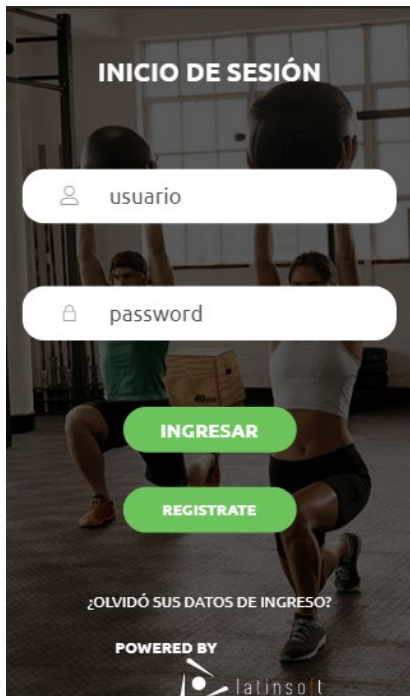 INICIO DE SESIÓN
usuario
password
INGRESAR
REGISTRATE
¿OLVIDÓ SUS DATOS DE INGRESO?
POWERED BY
latinsoft